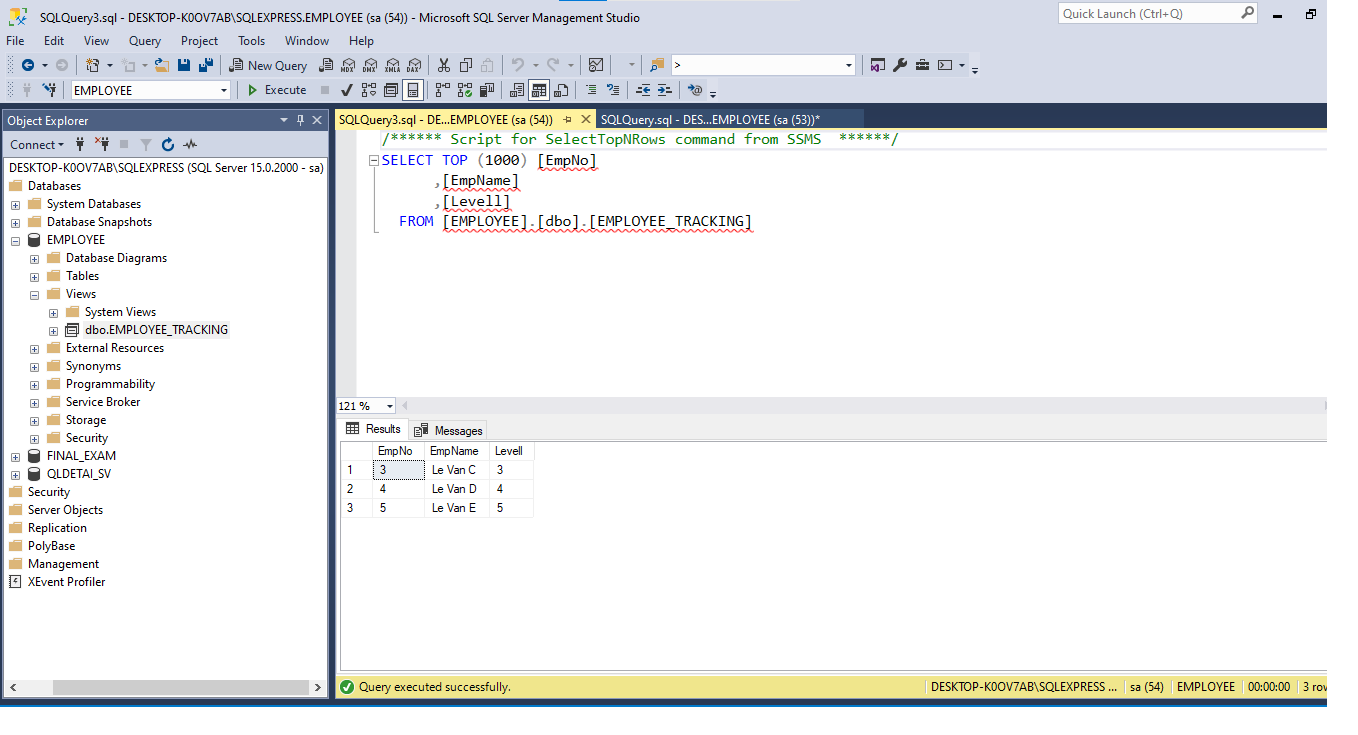 SQLQuery3.sql - DESKTOP-K0OV7AB\SQLEXPRESS.EMPLOYEE (sa (54)) - Microsoft SQL Server Management Studio
Quick Launch (Ctrl+Q)
File Edit View Query Project Tools Window Help
New Query
MDX DMX XMLA DAX
>
EMPLOYEE
Execute
Object Explorer
Connect
DESKTOP-K0OV7AB\SQLEXPRESS (SQL Server 15.0.2000 - sa)
Databases
System Databases
Database Snapshots
EMPLOYEE
Database Diagrams
Tables
Views
System Views
dbo.EMPLOYEE_TRACKING
External Resources
Synonyms
Programmability
Service Broker
Storage
Security
FINAL_EXAM
QLDETAI_SV
Security
Server Objects
Replication
PolyBase
Management
XEvent Profiler
SQLQuery3.sql - DE...EMPLOYEE (sa (54))
SQLQuery.sql - DES...EMPLOYEE (sa (53))*
/****** Script for SelectTopNRows command from SSMS ******/
SELECT TOP (1000) [EmpNo]
,[EmpName]
,[Levell]
FROM [EMPLOYEE].[dbo].[EMPLOYEE_TRACKING]
121 %
Results Messages
EmpNo EmpName Levell
1 3 Le Van C 3
2 4 Le Van D 4
3 5 Le Van E 5
Query executed successfully.
DESKTOP-K0OV7AB\SQLEXPRESS ... sa (54) EMPLOYEE 00:00:00 3 rov